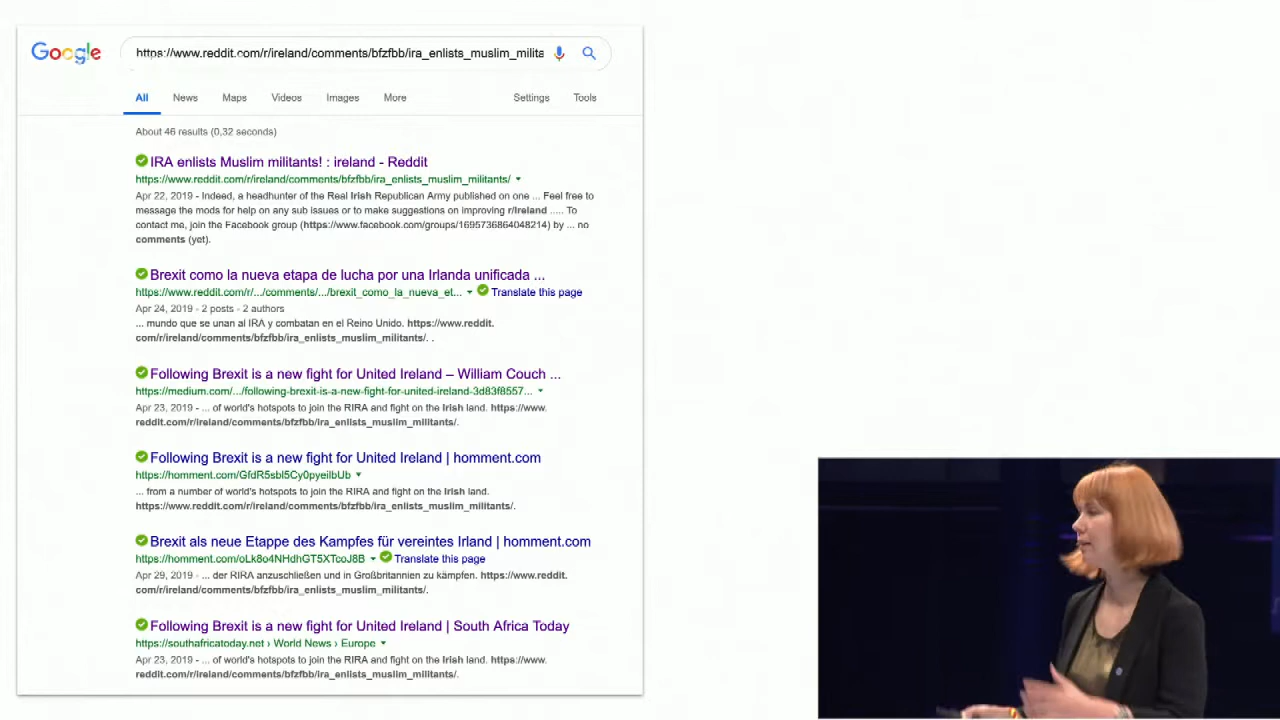 Google
https://www.reddit.com/r/ireland/comments/bfzfbb/ira_enlists_muslim_milita
All News Maps Videos Images More Settings Tools
About 46 results (0,32 seconds)
IRA enlists Muslim militants! : ireland - Reddit
https://www.reddit.com/r/ireland/comments/bfzfbb/ira_enlists_muslim_militants/
Apr 22, 2019 - Indeed, a headhunter of the Real Irish Republican Army published on one ... Feel free to
message the mods for help on any sub issues or to make suggestions on improving r/Ireland ..... To
contact me, join the Facebook group (https://www.facebook.com/groups/1695736864048214) by ... no
comments (yet).
Brexit como la nueva etapa de lucha por una Irlanda unificada ...
https://www.reddit.com/r/.../comments/.../brexit_como_la_nueva_et... Translate this page
Apr 24, 2019 - 2 posts - 2 authors
... mundo que se unan al IRA y combatan en el Reino Unido. https://www.reddit.
com/r/ireland/comments/bfzfbb/ira_enlists_muslim_militants/. .
Following Brexit is a new fight for United Ireland – William Couch ...
https://medium.com/.../following-brexit-is-a-new-fight-for-united-ireland-3d83f8557...
Apr 23, 2019 - ... of world's hotspots to join the RIRA and fight on the Irish land. https://www.
reddit.com/r/ireland/comments/bfzfbb/ira_enlists_muslim_militants/.
Following Brexit is a new fight for United Ireland | homment.com
https://homment.com/GfdR5sbl5Cy0pyeilbUb
... from a number of world's hotspots to join the RIRA and fight on the Irish land.
https://www.reddit.com/r/ireland/comments/bfzfbb/ira_enlists_muslim_militants/.
Brexit als neue Etappe des Kampfes für vereintes Irland | homment.com
https://homment.com/oLk8o4NHdhGT5XTcoJ8B Translate this page
Apr 29, 2019 - ... der RIRA anzuschließen und in Großbritannien zu kämpfen. https://www.reddit.
com/r/ireland/comments/bfzfbb/ira_enlists_muslim_militants/.
Following Brexit is a new fight for United Ireland | South Africa Today
https://southafricatoday.net › World News › Europe
Apr 23, 2019 - ... of world's hotspots to join the RIRA and fight on the Irish land. https://www.
reddit.com/r/ireland/comments/bfzfbb/ira_enlists_muslim_militants/.